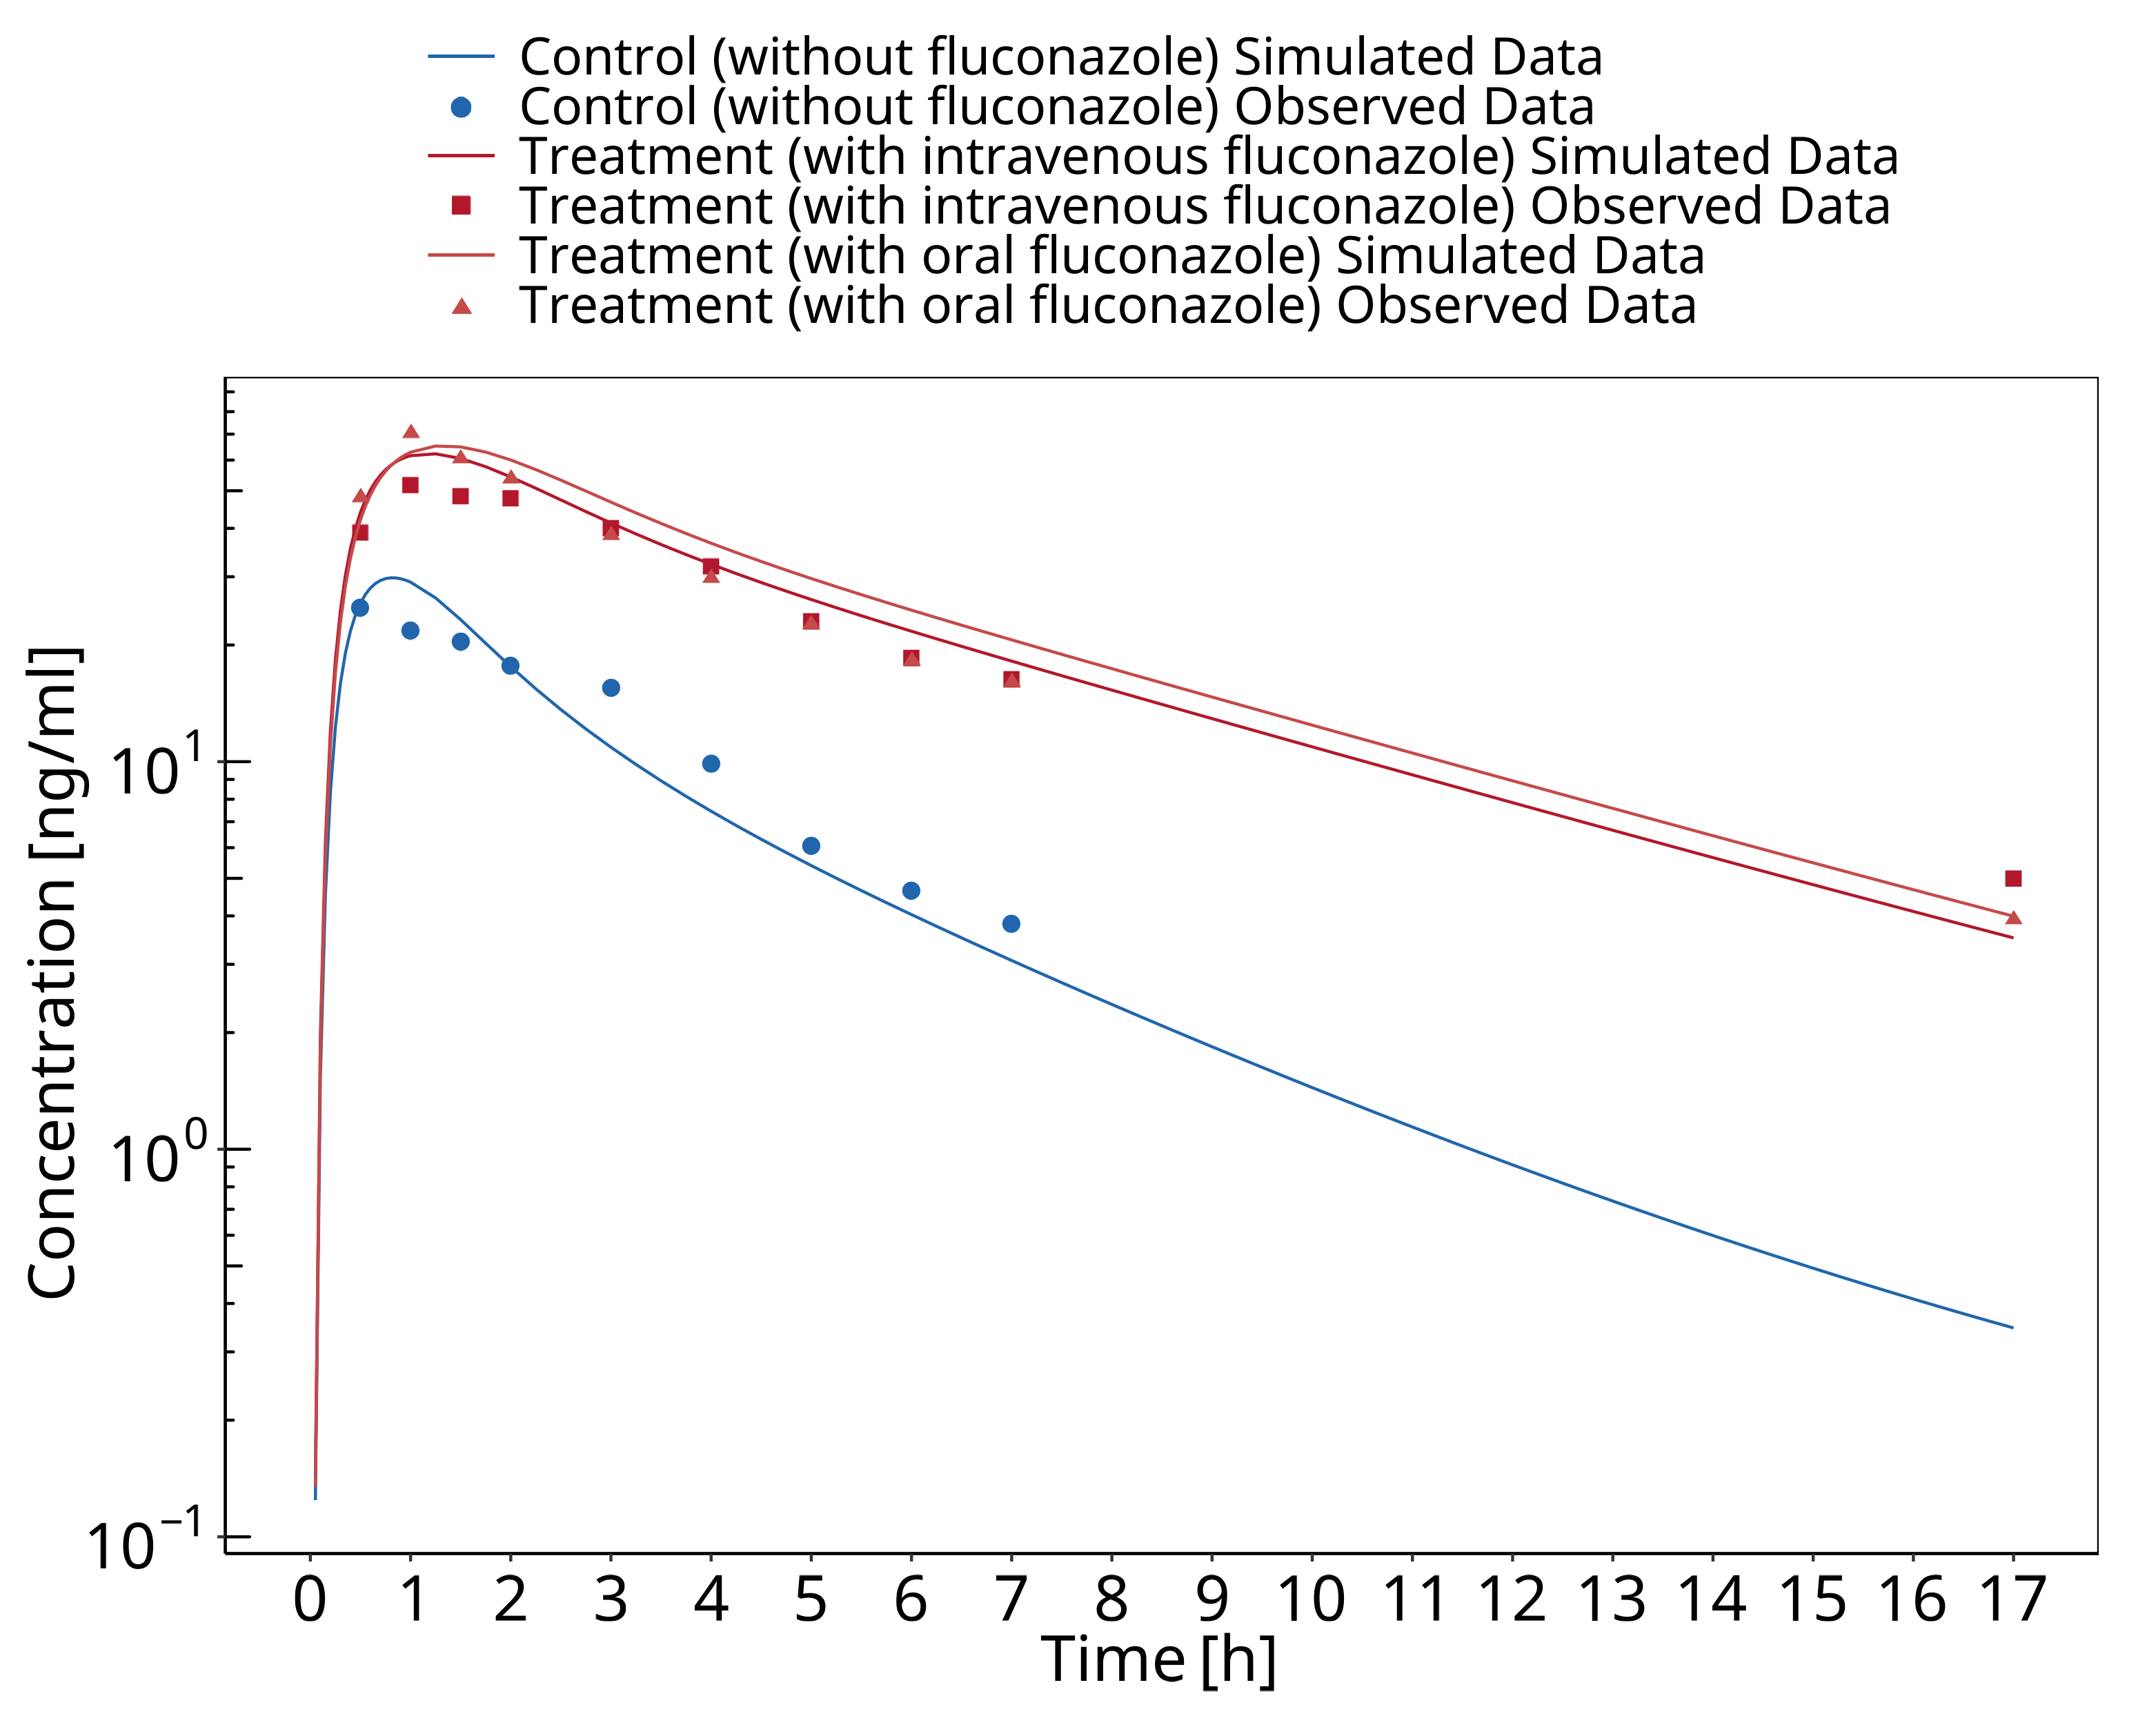 Control (without fluconazole) Simulated Data
Control (without fluconazole) Observed Data
Treatment (with intravenous fluconazole) Simulated Data
Treatment (with intravenous fluconazole) Observed Data
Treatment (with oral fluconazole) Simulated Data
Treatment (with oral fluconazole) Observed Data
Concentration [ng/ml]
10¹
10⁰
10⁻¹
0 1 2 3 4 5 6 7 8 9 10 11 12 13 14 15 16 17
Time [h]